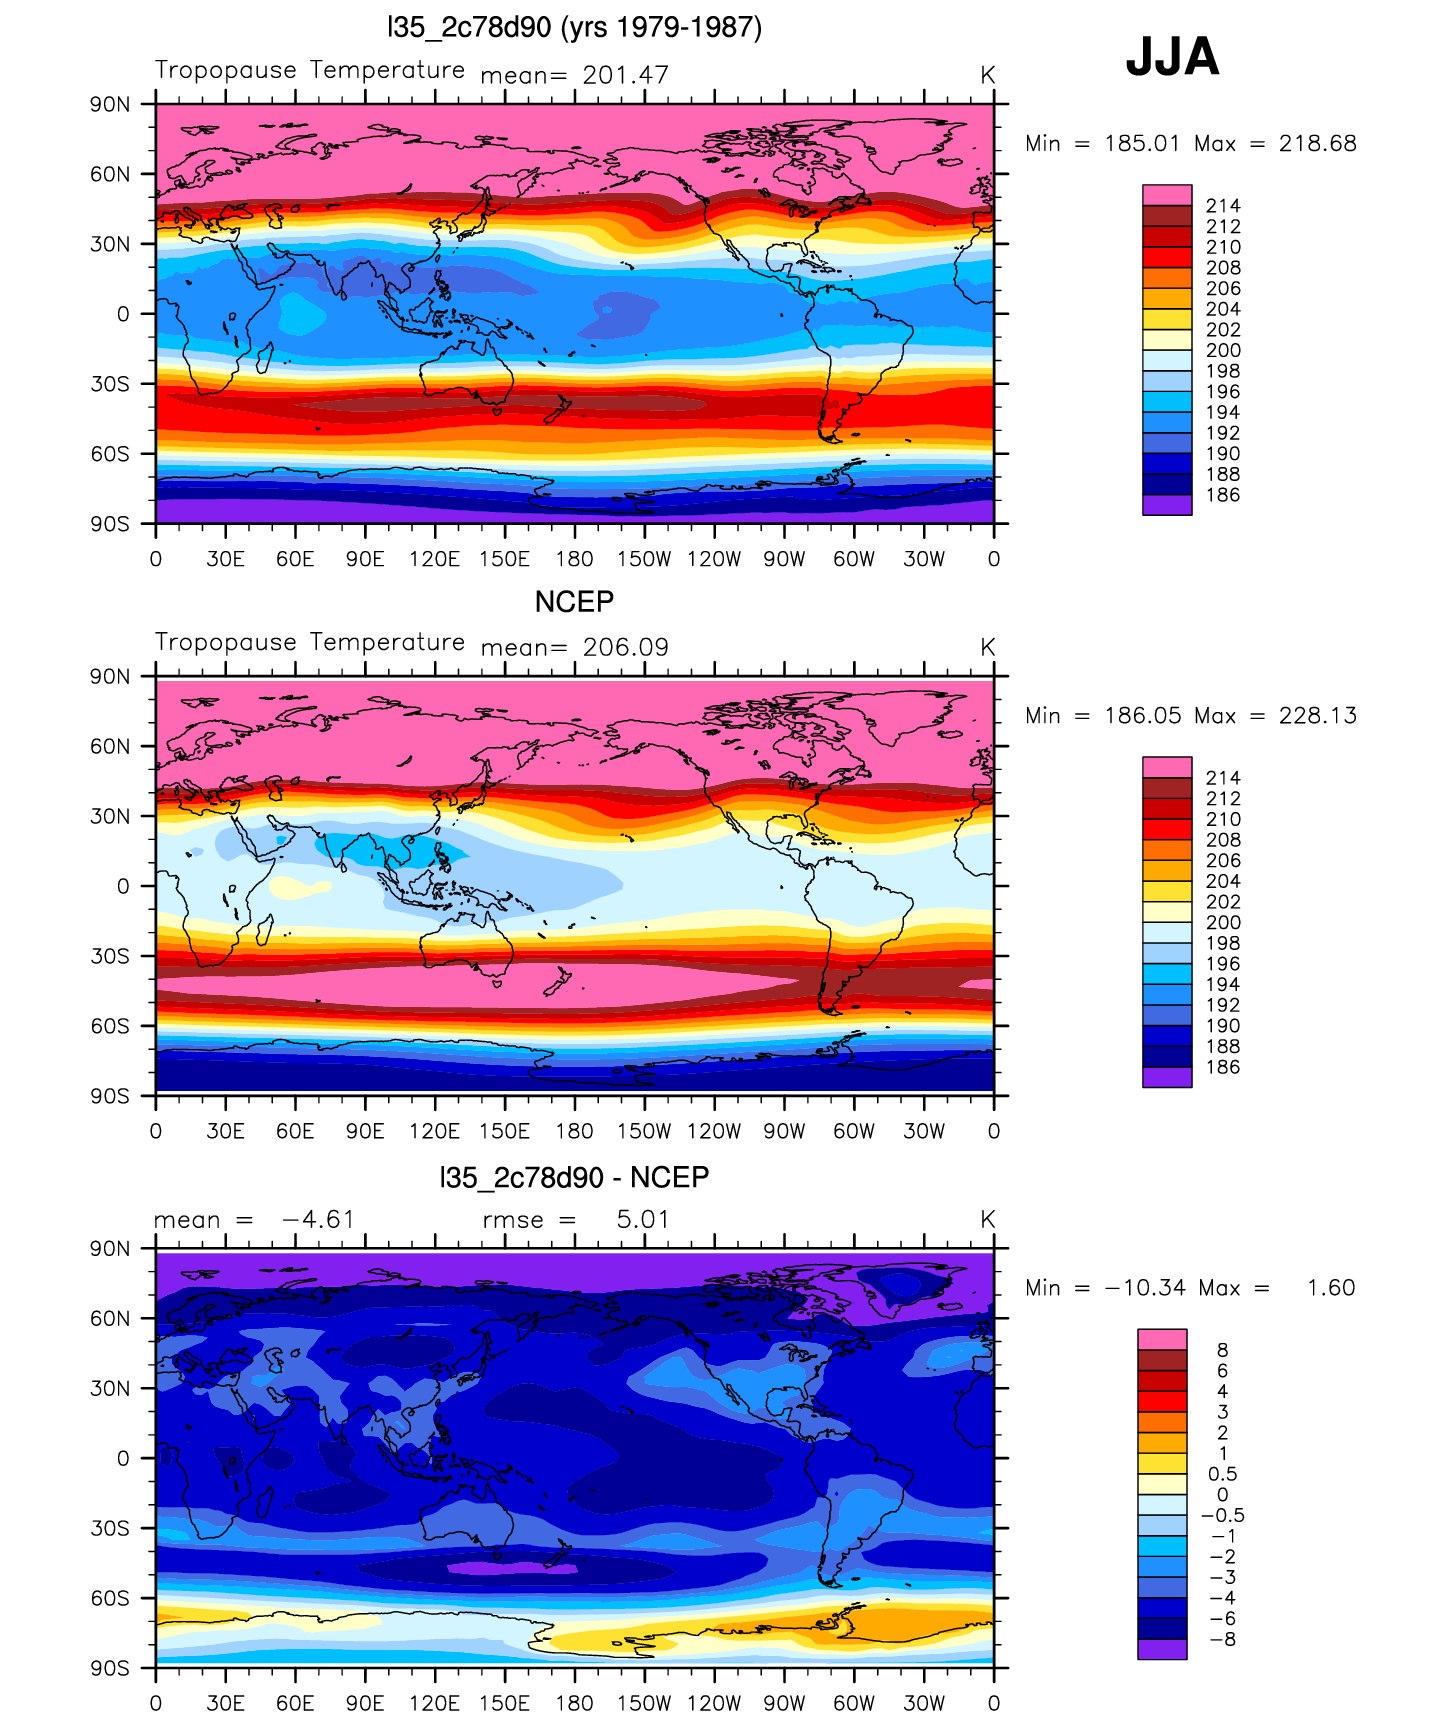 l35_2c78d90 (yrs 1979-1987)
JJA
Tropopause Temperature mean= 201.47 K
Min = 185.01 Max = 218.68
90N
60N
30N
0
30S
60S
90S
0 30E 60E 90E 120E 150E 180 150W 120W 90W 60W 30W 0
214
212
210
208
206
204
202
200
198
196
194
192
190
188
186
NCEP
Tropopause Temperature mean= 206.09 K
Min = 186.05 Max = 228.13
90N
60N
30N
0
30S
60S
90S
0 30E 60E 90E 120E 150E 180 150W 120W 90W 60W 30W 0
214
212
210
208
206
204
202
200
198
196
194
192
190
188
186
l35_2c78d90 - NCEP
mean = −4.61 rmse = 5.01 K
Min = −10.34 Max = 1.60
90N
60N
30N
0
30S
60S
90S
0 30E 60E 90E 120E 150E 180 150W 120W 90W 60W 30W 0
8
6
4
3
2
1
0.5
0
−0.5
−1
−2
−3
−4
−6
−8